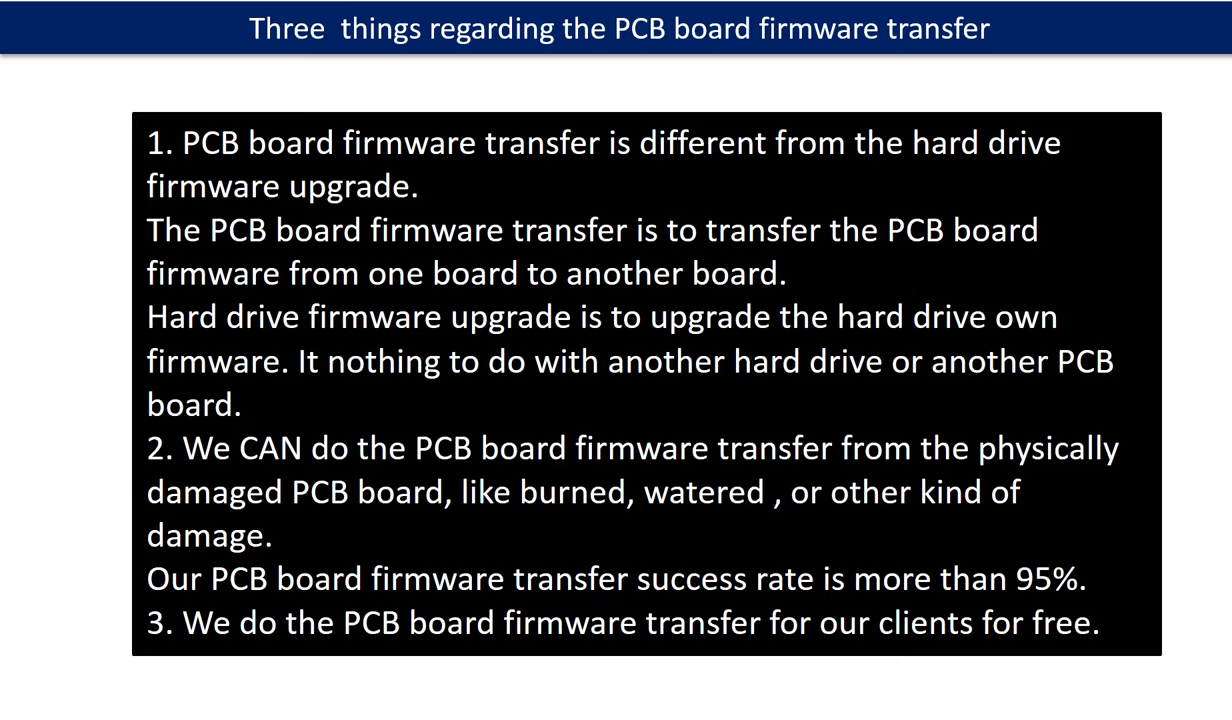 Three  things regarding the PCB board firmware transfer
1. PCB board firmware transfer is different from the hard drive
firmware upgrade.
The PCB board firmware transfer is to transfer the PCB board
firmware from one board to another board.
Hard drive firmware upgrade is to upgrade the hard drive own
firmware. It nothing to do with another hard drive or another PCB
board.
2. We CAN do the PCB board firmware transfer from the physically
damaged PCB board, like burned, watered , or other kind of
damage.
Our PCB board firmware transfer success rate is more than 95%.
3. We do the PCB board firmware transfer for our clients for free.